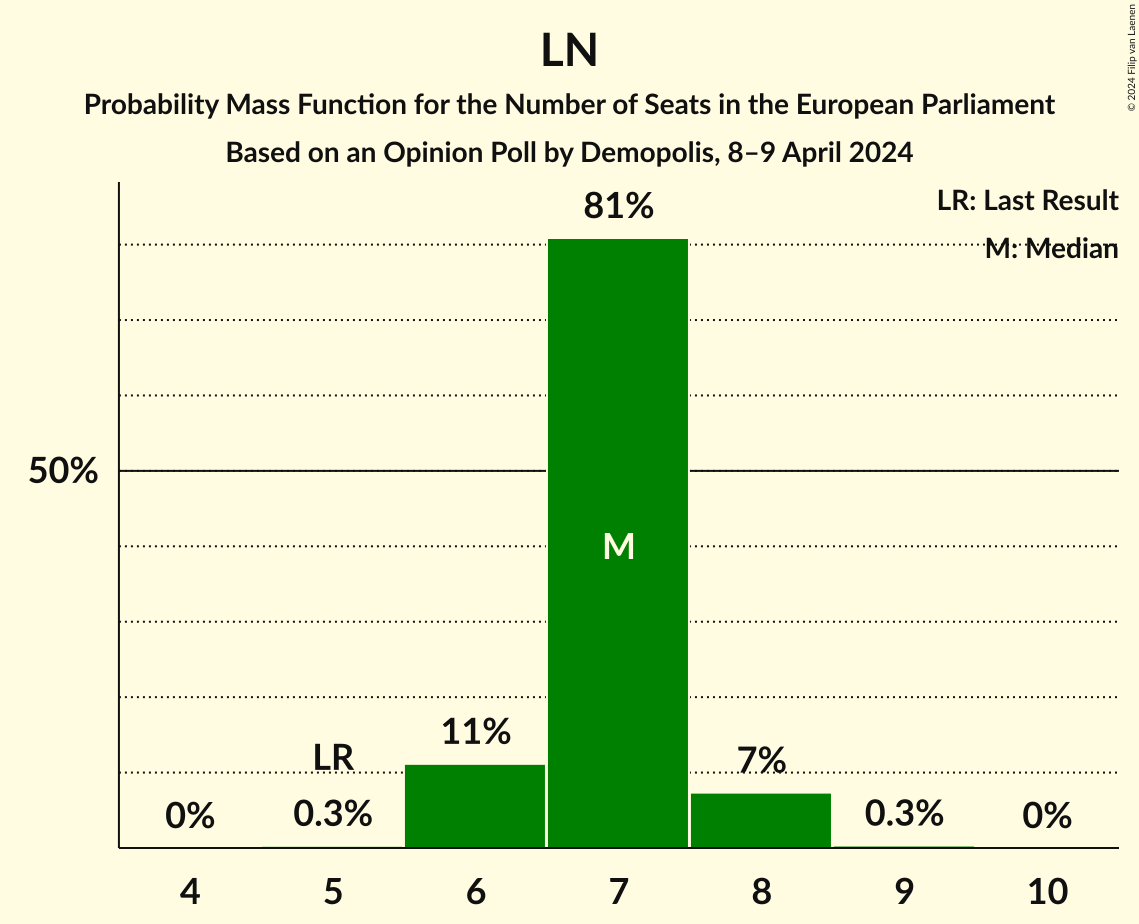 LN
Probability Mass Function for the Number of Seats in the European Parliament
Based on an Opinion Poll by Demopolis, 8–9 April 2024
© 2024 Filip van Laenen
LR: Last Result
M: Median
81%
50%
M
11%
LR
7%
0%
0.3%
0.3%
0%
4
5
6
7
8
9
10